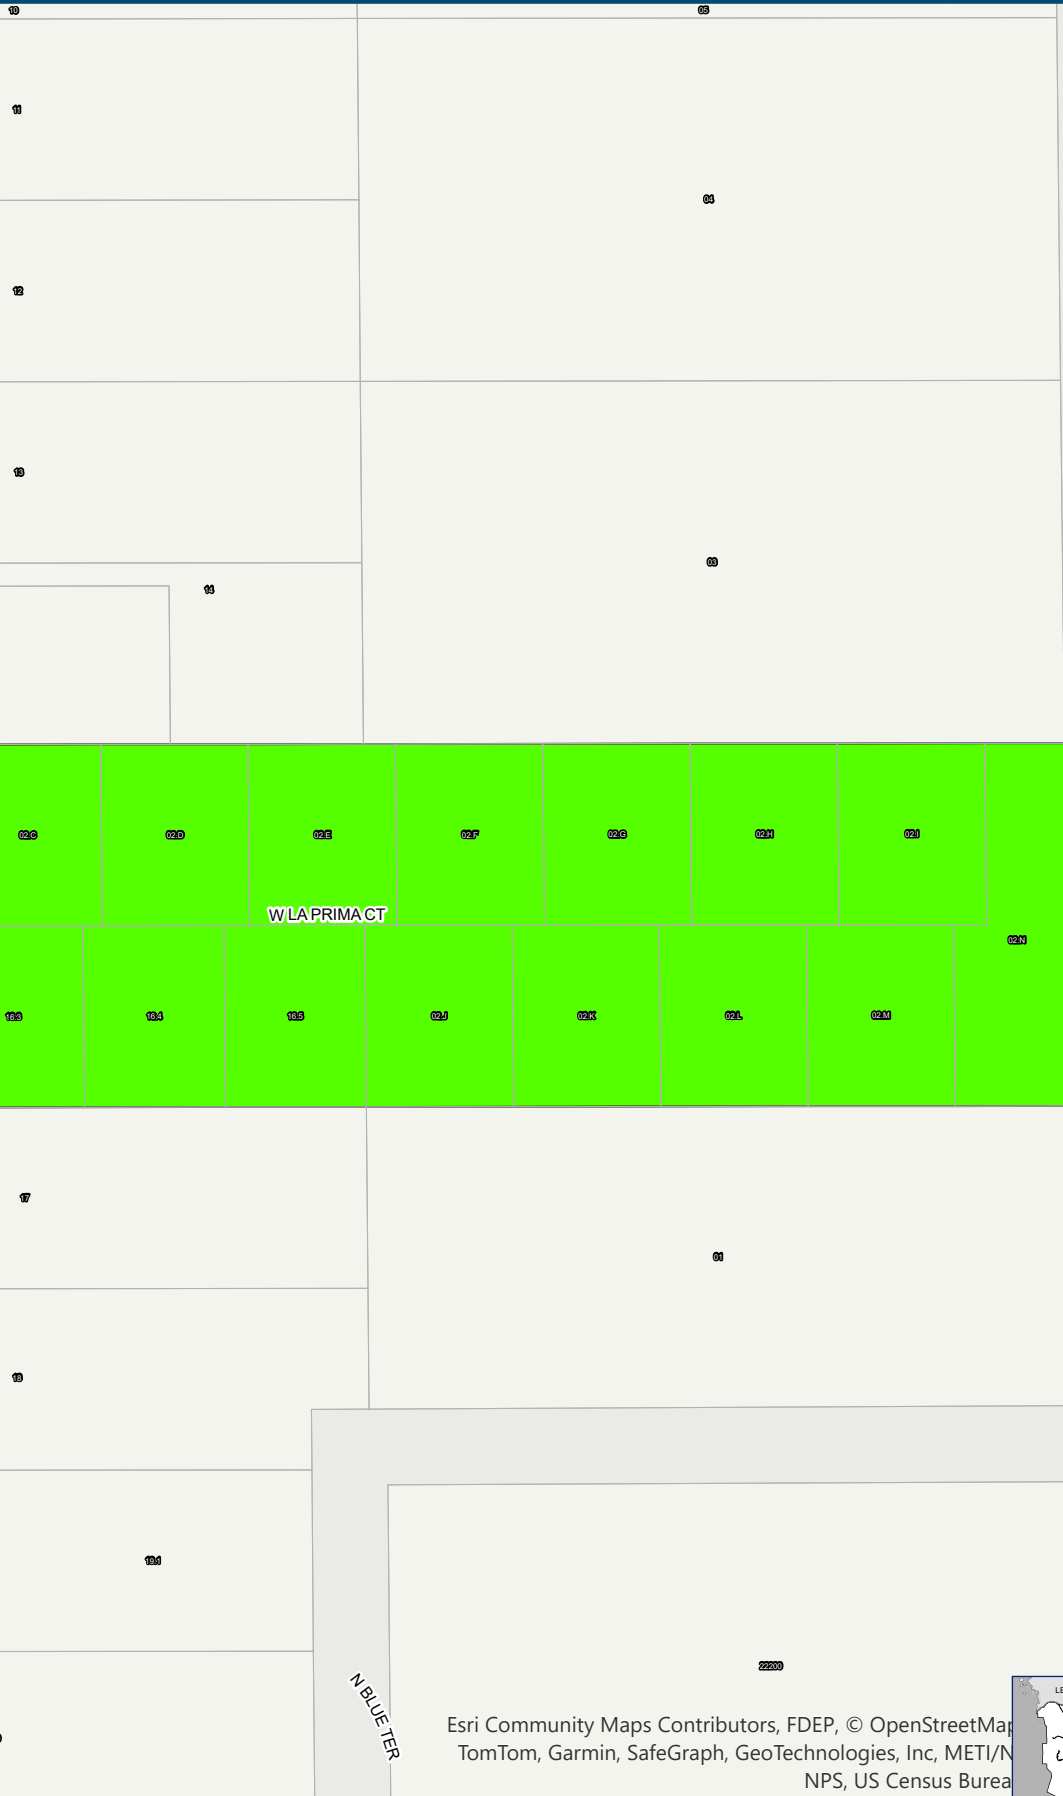 10
05
11
04
12
13
03
14
02.C
02.D
02.E
02.F
02.G
02.H
02.I
W LA PRIMA CT
02.N
16.3
16.4
16.5
02.J
02.K
02.L
02.M
17
01
18
19.1
22200
N BLUE TER
LE
Esri Community Maps Contributors, FDEP, © OpenStreetMap
TomTom, Garmin, SafeGraph, GeoTechnologies, Inc, METI/N
NPS, US Census Burea